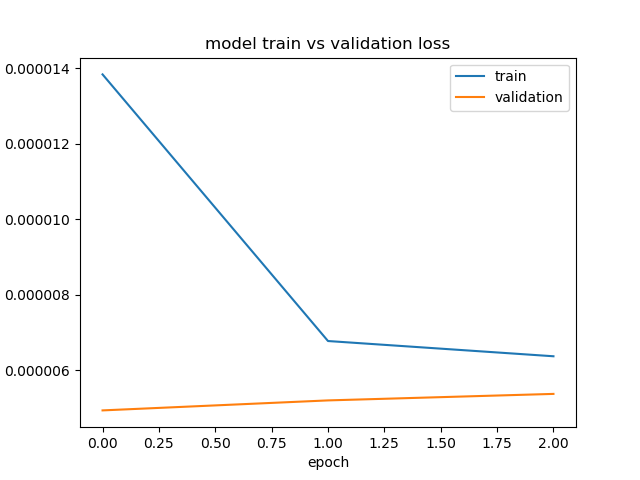 model train vs validation loss
train
validation
0.000014
0.000012
0.000010
0.000008
0.000006
0.00 0.25 0.50 0.75 1.00 1.25 1.50 1.75 2.00
epoch